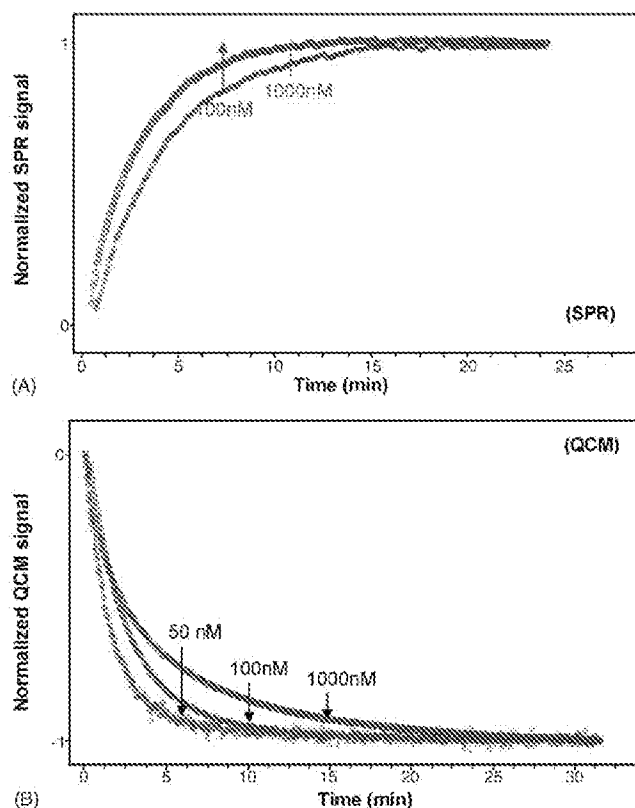 Normalized SPR signal
1
100nM
1000nM
0
(SPR)
0 5 10 15 20 25
(A)
Time (min)
Normalized QCM signal
0
(QCM)
50 nM
100nM
1000nM
-1
0 5 10 15 20 25 30
(B)
Time (min)